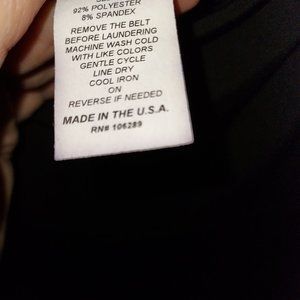 92% POLYESTER
8% SPANDEX
REMOVE THE BELT
BEFORE LAUNDERING
MACHINE WASH COLD
WITH LIKE COLORS
GENTLE CYCLE
LINE DRY
COOL IRON
ON
REVERSE IF NEEDED
MADE IN THE U.S.A.
RN# 106289